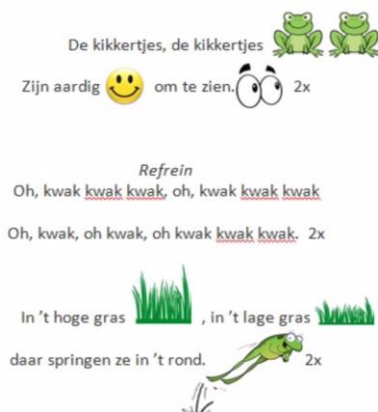 De kikkertjes, de kikkertjes
Zijn aardig om te zien. 2x
Refrein
Oh, kwak kwak kwak, oh, kwak kwak kwak
Oh, kwak, oh kwak, oh kwak kwak kwak. 2x
In 't hoge gras , in 't lage gras
daar springen ze in 't rond. 2x